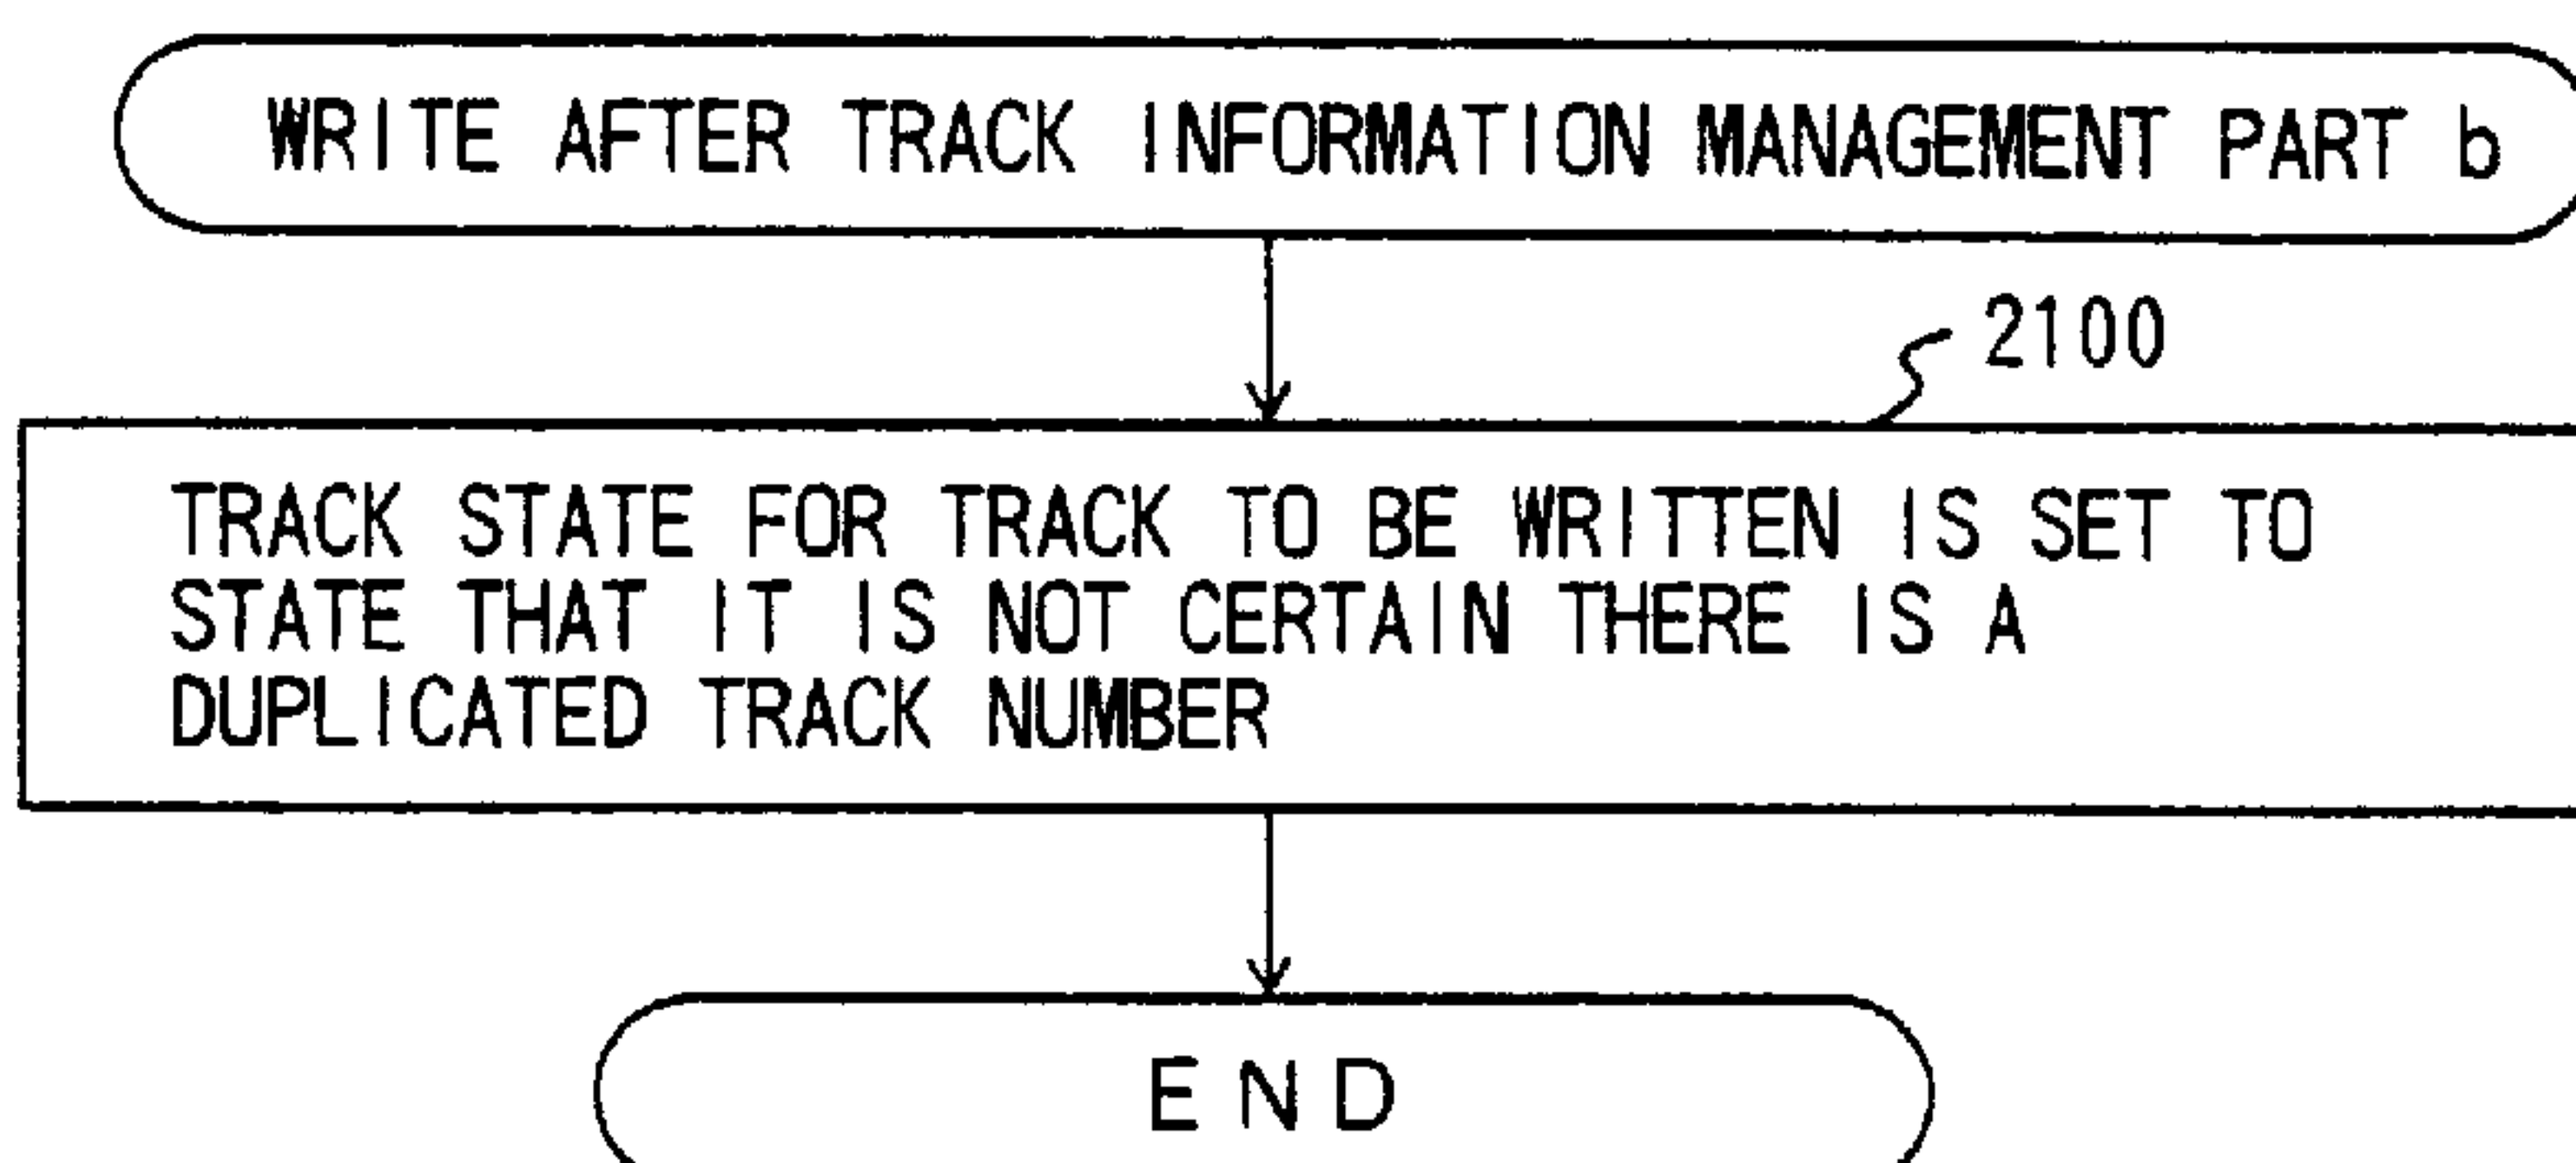 WRITE AFTER TRACK INFORMATION MANAGEMENT PART b
2100
TRACK STATE FOR TRACK TO BE WRITTEN IS SET TO
STATE THAT IT IS NOT CERTAIN THERE IS A
DUPLICATED TRACK NUMBER
END